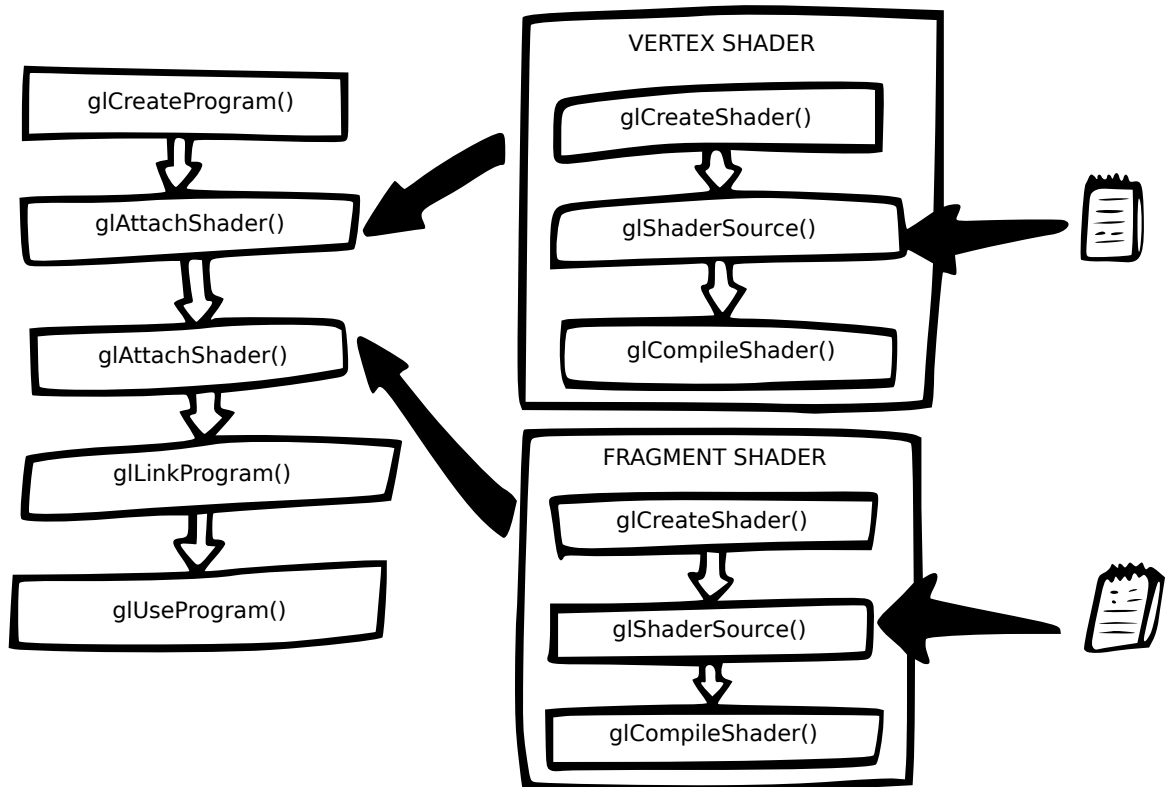 glCreateProgram()
glAttachShader()
glAttachShader()
glLinkProgram()
glUseProgram()
VERTEX SHADER
glCreateShader()
glShaderSource()
glCompileShader()
FRAGMENT SHADER
glCreateShader()
glShaderSource()
glCompileShader()